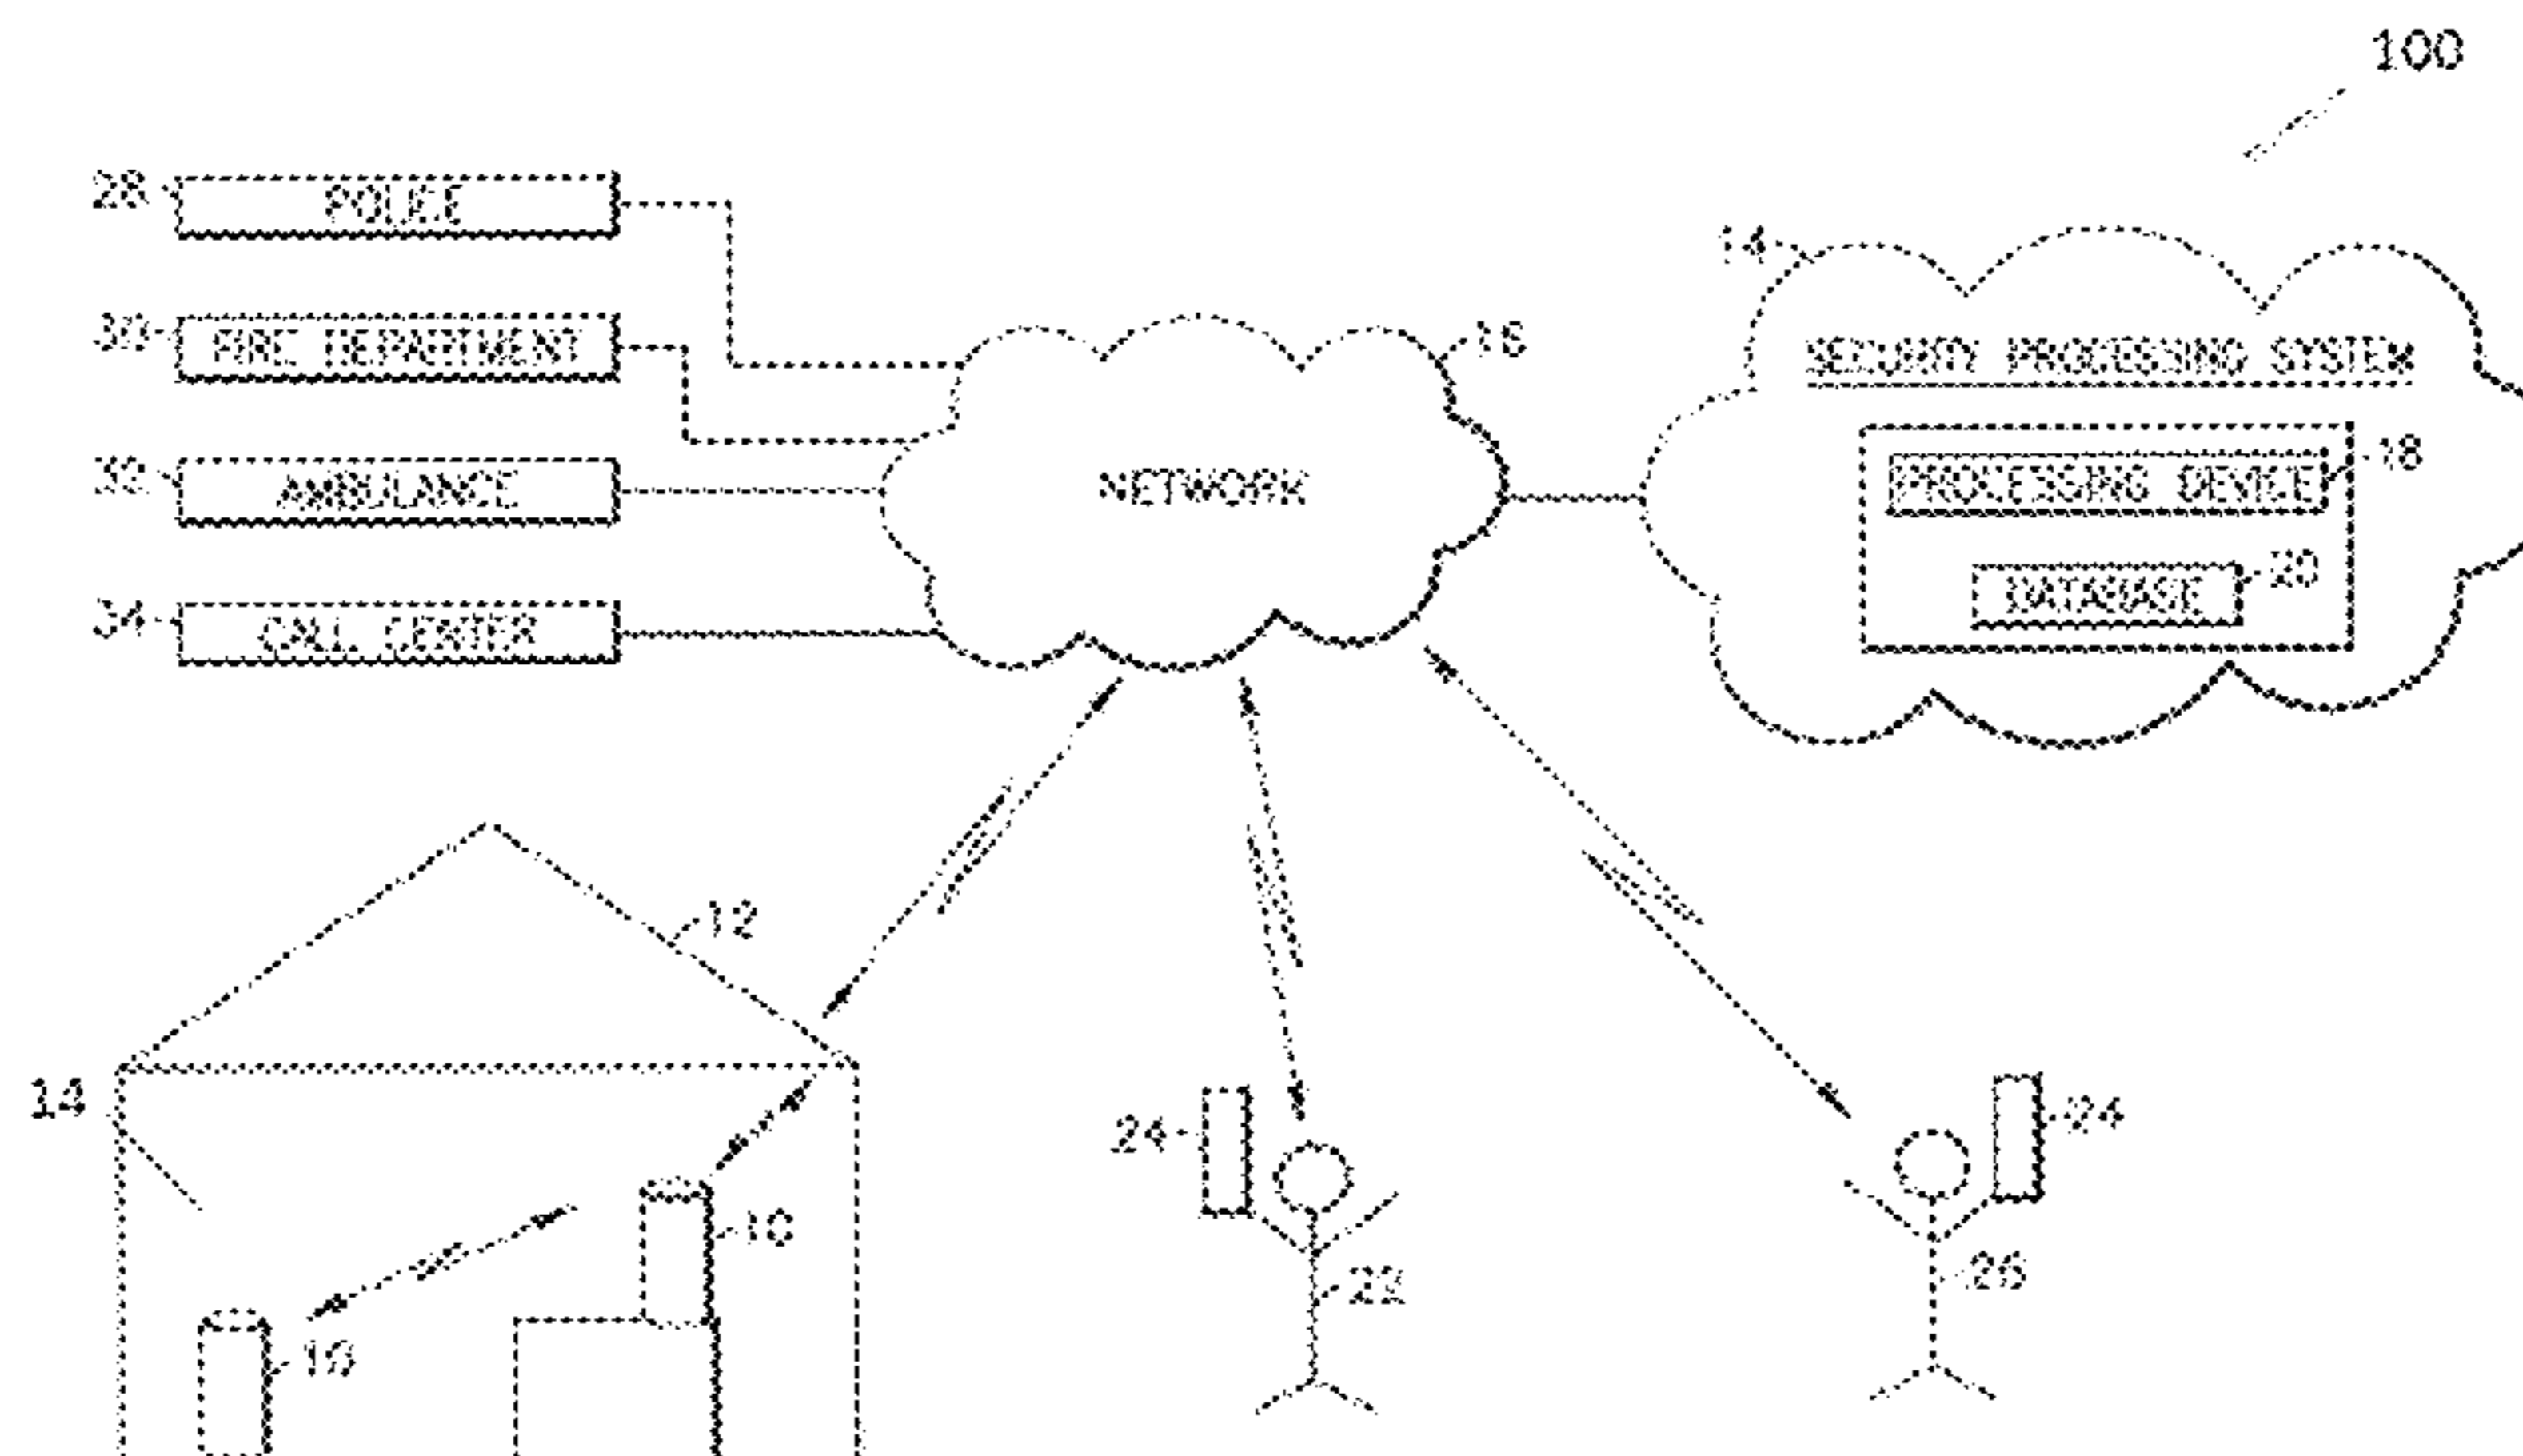 100
28 POLICE
14
30 FIRE DEPARTMENT
16
SECURITY PROCESSING SYSTEM
32 AMBULANCE
NETWORK
PROCESSING DEVICE 18
DATABASE 20
34 CALL CENTER
12
14
24
24
10
22
26
10